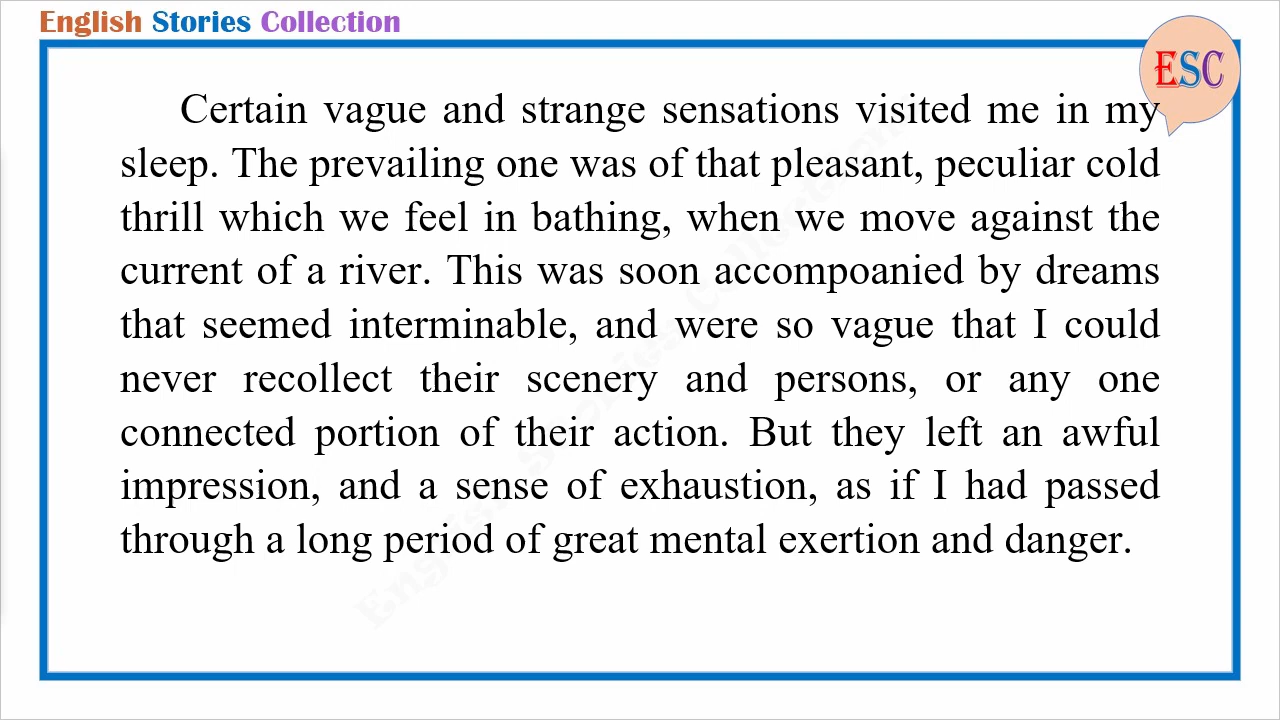 English Stories Collection
ESC
Certain vague and strange sensations visited me in my
sleep. The prevailing one was of that pleasant, peculiar cold
thrill which we feel in bathing, when we move against the
current of a river. This was soon accompoanied by dreams
that seemed interminable, and were so vague that I could
never recollect their scenery and persons, or any one
connected portion of their action. But they left an awful
impression, and a sense of exhaustion, as if I had passed
through a long period of great mental exertion and danger.
English Stories Collection